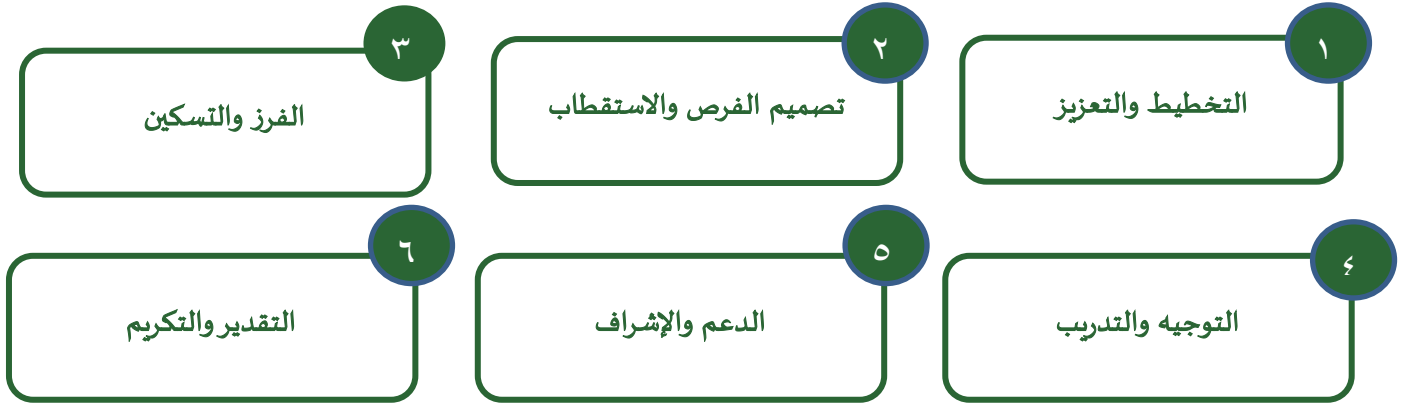 ١
التخطيط والتعزيز
٢
تصميم الفرص والاستقطاب
٣
الفرز والتسكين
٤
التوجيه والتدريب
٥
الدعم والإشراف
٦
التقدير والتكريم